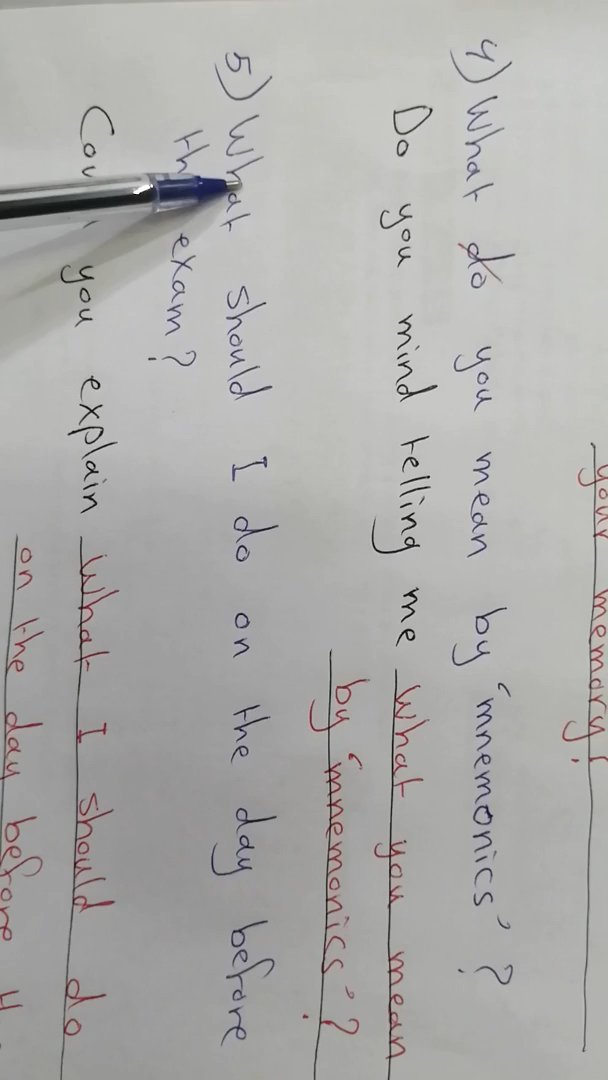 your memory?
4) What do you mean by 'mnemonics'?
Do you mind telling me what you mean
by 'mnemonics'?
5) What should I do on the day before
exam?
you explain what I should do
on the day before